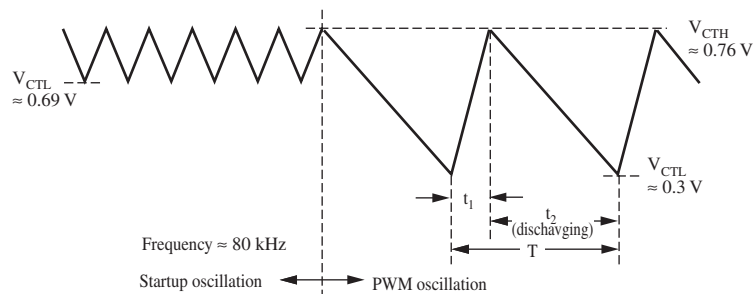 V_CTL
≈ 0.69 V
V_CTH
≈ 0.76 V
V_CTL
≈ 0.3 V
t_1
t_2
(dischavging)
T
Frequency ≈ 80 kHz
Startup oscillation
PWM oscillation